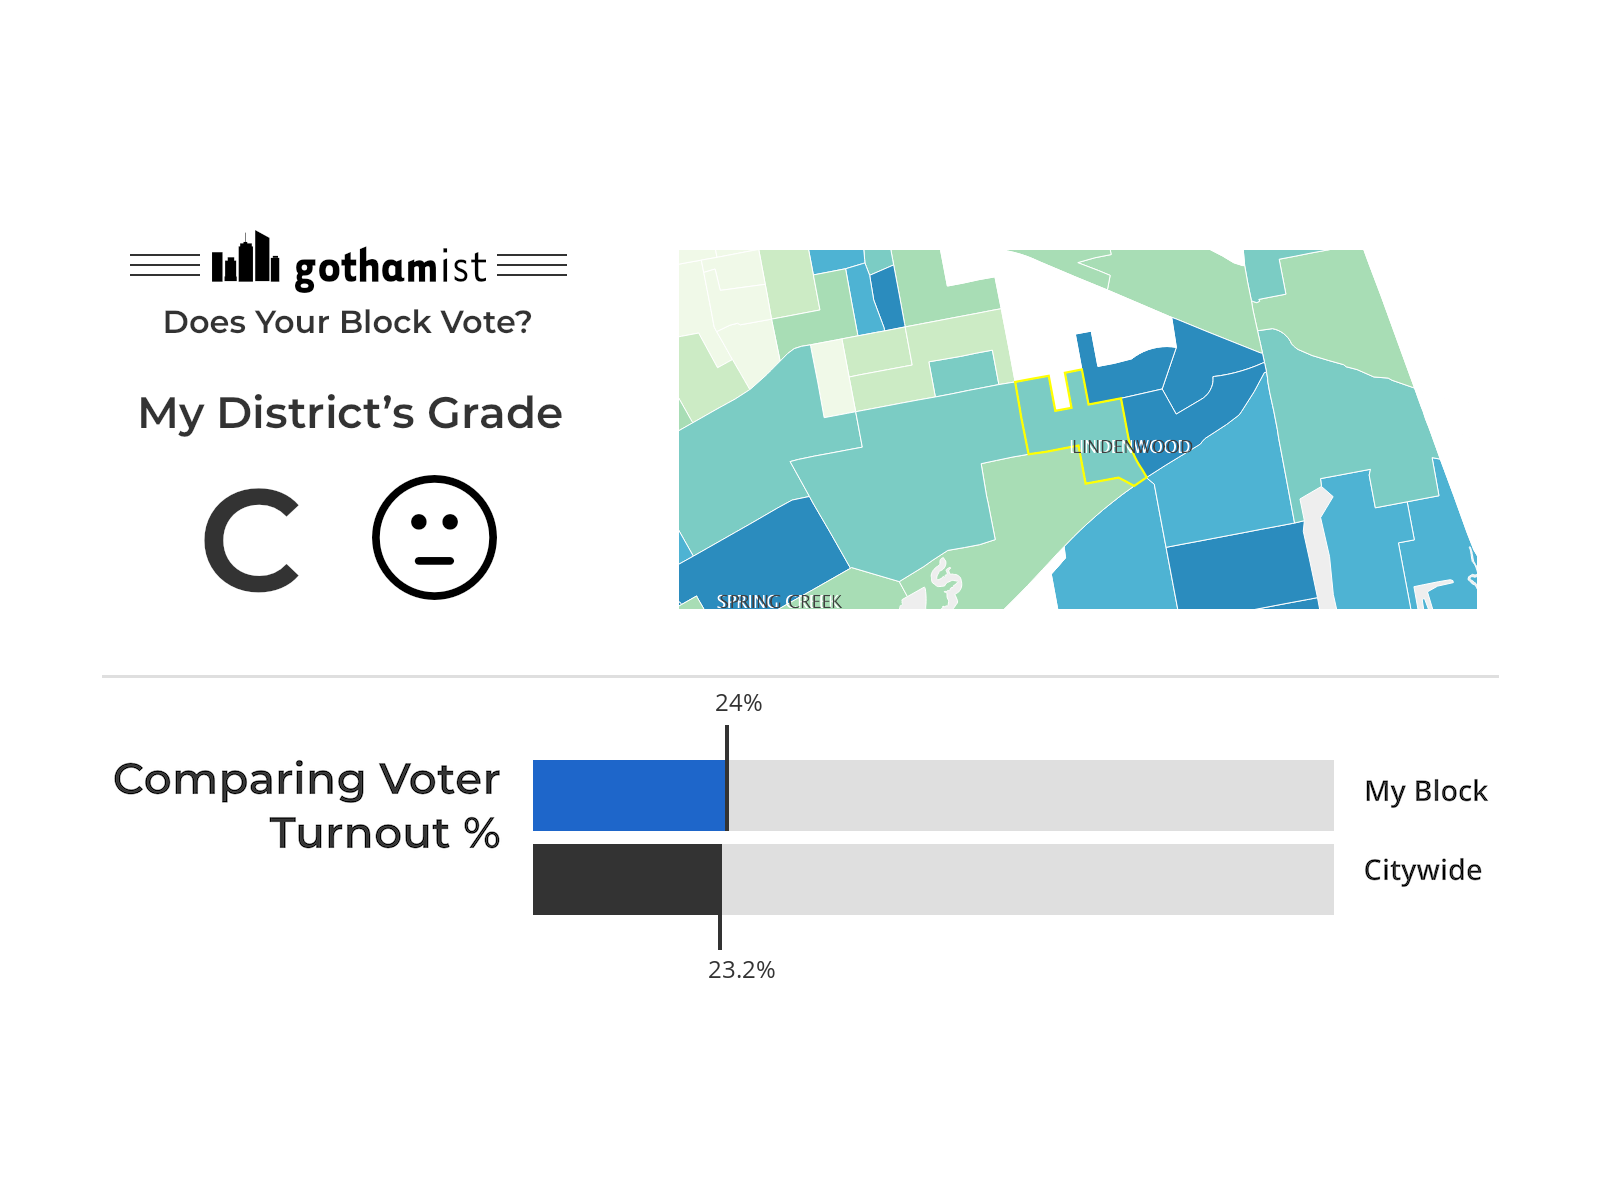 gothamist
Does Your Block Vote?
My District's Grade
C
LINDENWOOD
SPRING CREEK
24%
Comparing Voter
Turnout %
My Block
Citywide
23.2%